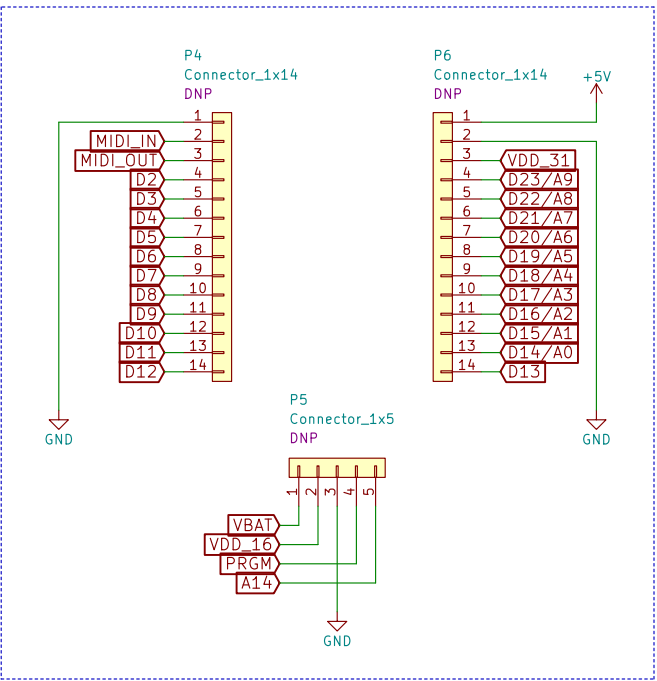 P4
Connector_1x14
DNP
1
MIDI_IN 2
MIDI_OUT 3
D2 4
D3 5
D4 6
D5 7
D6 8
D7 9
D8 10
D9 11
D10 12
D11 13
D12 14
GND
P6
Connector_1x14
DNP
+5V
1
2
3 VDD_31
4 D23/A9
5 D22/A8
6 D21/A7
7 D20/A6
8 D19/A5
9 D18/A4
10 D17/A3
11 D16/A2
12 D15/A1
13 D14/A0
14 D13
GND
P5
Connector_1x5
DNP
1 2 3 4 5
VBAT
VDD_16
PRGM
A14
GND